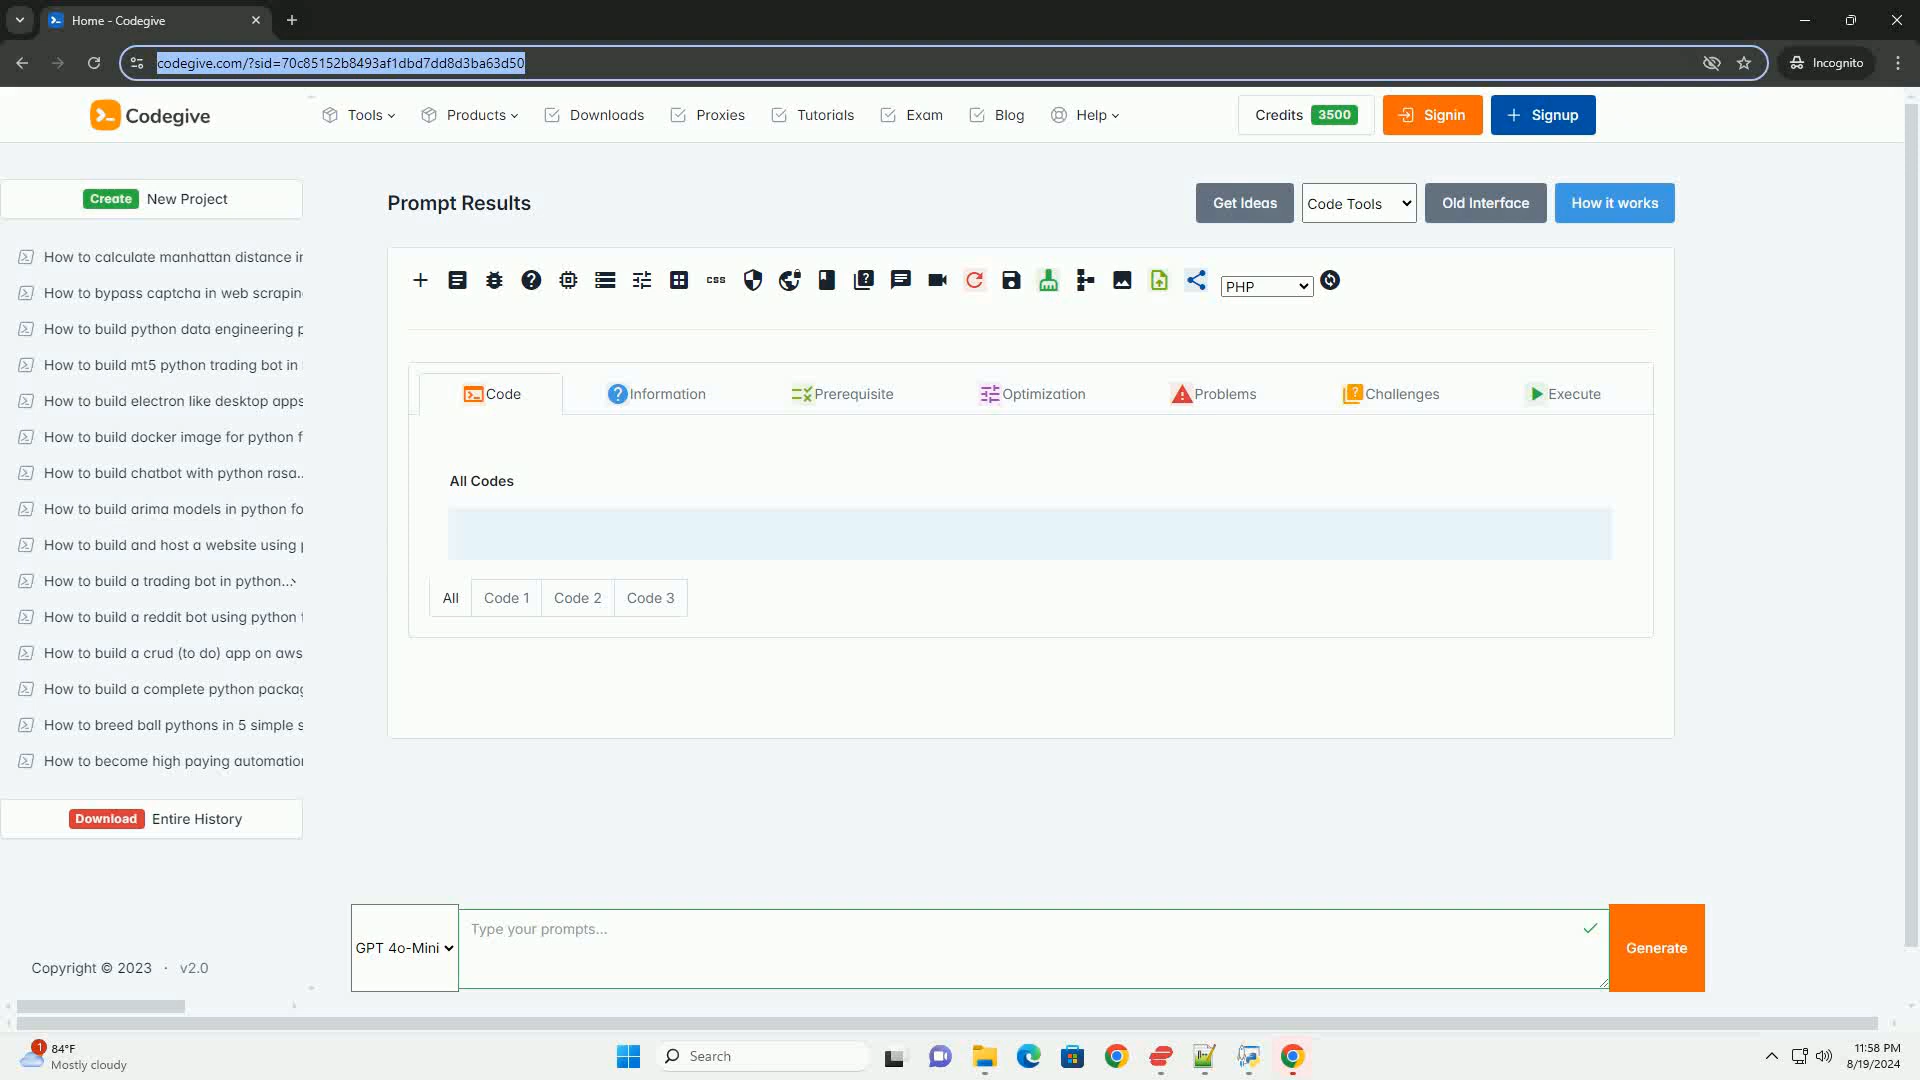 Home - Codegive
codegive.com/?sid=70c85152b8493af1dbd7dd8d3ba63d50
Incognito
Codegive
Tools
Products
Downloads
Proxies
Tutorials
Exam
Blog
Help
Credits 3500
Signin
Signup
Create New Project
How to calculate manhattan distance in
How to bypass captcha in web scrapin
How to build python data engineering p
How to build mt5 python trading bot in
How to build electron like desktop apps
How to build docker image for python f
How to build chatbot with python rasa...
How to build arima models in python fo
How to build and host a website using p
How to build a trading bot in python...
How to build a reddit bot using python
How to build a crud (to do) app on aws
How to build a complete python packag
How to breed ball pythons in 5 simple s
How to become high paying automation
Download Entire History
Copyright © 2023 · v2.0
Prompt Results
Get Ideas
Code Tools
Old Interface
How it works
css
PHP
Code
Information
Prerequisite
Optimization
Problems
Challenges
Execute
All Codes
All
Code 1
Code 2
Code 3
GPT 4o-Mini
Type your prompts...
Generate
1
84°F
Mostly cloudy
Search
11:58 PM
8/19/2024